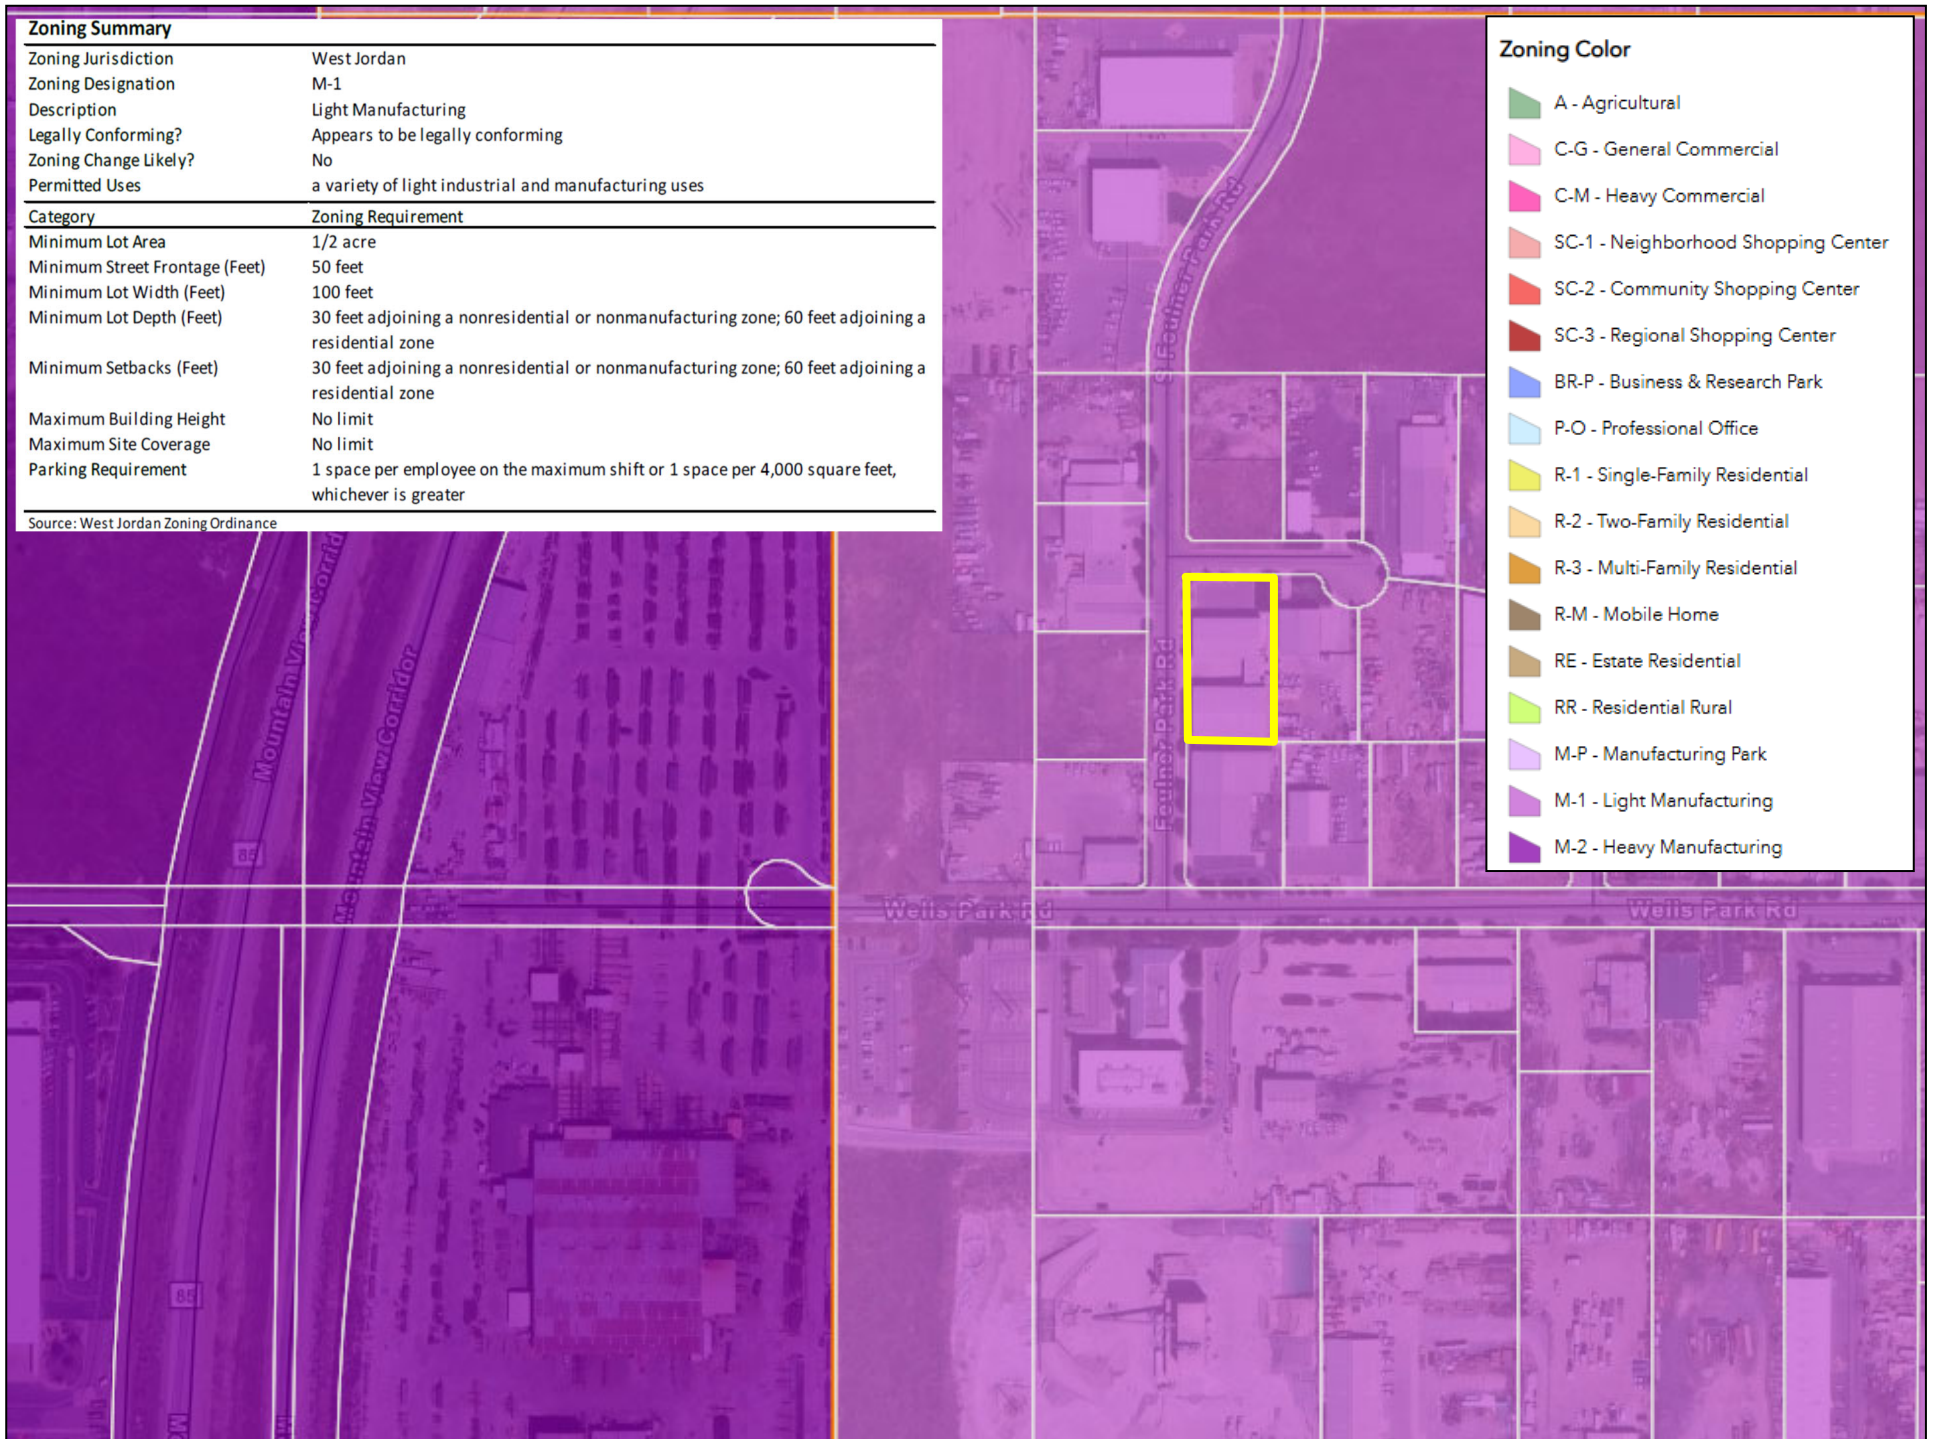 Zoning Summary
Zoning Jurisdiction West Jordan
Zoning Designation M-1
Description Light Manufacturing
Legally Conforming? Appears to be legally conforming
Zoning Change Likely? No
Permitted Uses a variety of light industrial and manufacturing uses
Category Zoning Requirement
Minimum Lot Area 1/2 acre
Minimum Street Frontage (Feet) 50 feet
Minimum Lot Width (Feet) 100 feet
Minimum Lot Depth (Feet) 30 feet adjoining a nonresidential or nonmanufacturing zone; 60 feet adjoining a
residential zone
Minimum Setbacks (Feet) 30 feet adjoining a nonresidential or nonmanufacturing zone; 60 feet adjoining a
residential zone
Maximum Building Height No limit
Maximum Site Coverage No limit
Parking Requirement 1 space per employee on the maximum shift or 1 space per 4,000 square feet,
whichever is greater
Source: West Jordan Zoning Ordinance
Zoning Color
A - Agricultural
C-G - General Commercial
C-M - Heavy Commercial
SC-1 - Neighborhood Shopping Center
SC-2 - Community Shopping Center
SC-3 - Regional Shopping Center
BR-P - Business & Research Park
P-O - Professional Office
R-1 - Single-Family Residential
R-2 - Two-Family Residential
R-3 - Multi-Family Residential
R-M - Mobile Home
RE - Estate Residential
RR - Residential Rural
M-P - Manufacturing Park
M-1 - Light Manufacturing
M-2 - Heavy Manufacturing
S Foulner Park Rd
Foulner Park Rd
Mountain View Corrid
Mountain View Corridor
85
Wells Park Rd
Wells Park Rd
85